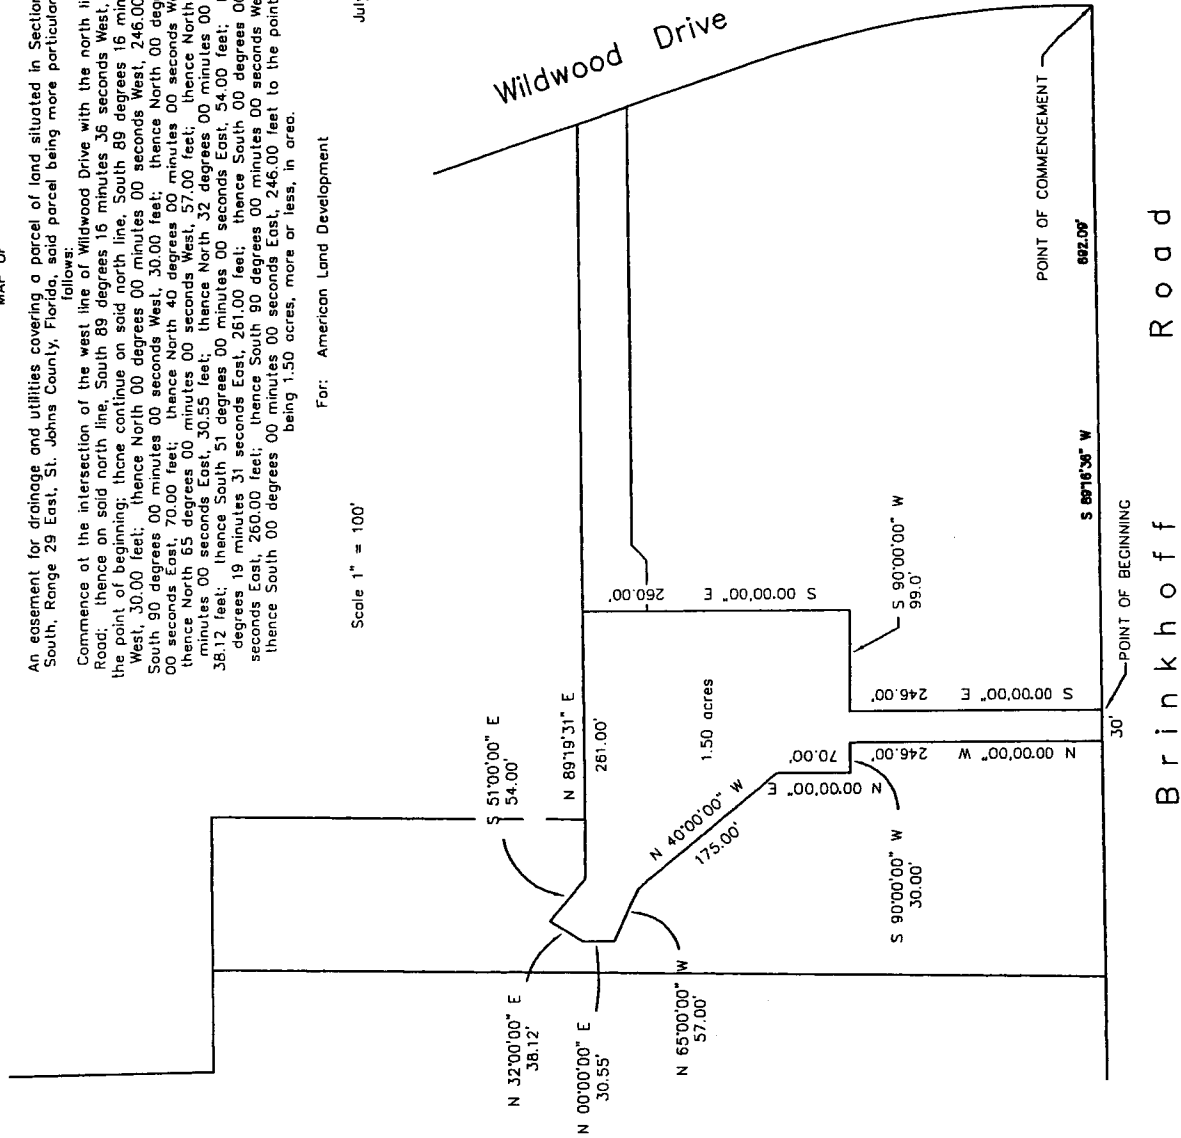 MAP OF
An easement for drainage and utilities covering a parcel of land situated in Section
South, Range 29 East, St. Johns County, Florida, said parcel being more particular
follows:
Commence at the intersection of the west line of Wildwood Drive with the north li
Road; thence on said north line, South 89 degrees 16 minutes 36 seconds West,
the point of beginning; thcne continue on said north line, South 89 degrees 16 min
West, 30.00 feet; thence North 00 degrees 00 minutes 00 seconds West, 246.00
South 90 degrees 00 minutes 00 seconds West, 30.00 feet; thence North 00 deg
00 seconds East, 70.00 feet; thence North 40 degrees 00 minutes 00 seconds We
thence North 65 degrees 00 minutes 00 seconds West, 57.00 feet; thence North
minutes 00 seconds East, 30.55 feet; thence North 32 degrees 00 minutes 00
38.12 feet; thence South 51 degrees 00 minutes 00 seconds East, 54.00 feet;
degrees 19 minutes 31 seconds East, 261.00 feet; thence South 00 degrees 00
seconds East, 260.00 feet; thence South 90 degrees 00 minutes 00 seconds We
thence South 00 degrees 00 minutes 00 seconds East, 246.00 feet to the point
being 1.50 acres, more or less, in area.
For: American Land Development
July
Scale 1" = 100'
Wildwood Drive
POINT OF COMMENCEMENT
692.09'
S 89°16'36" W
Brinkhoff Road
POINT OF BEGINNING
30'
S 00°00'00" E 246.00'
N 00°00'00" W 246.00'
S 90°00'00" W
99.0'
S 00°00'00" E 260.00'
1.50 acres
N 00°00'00" E 70.00'
S 90°00'00" W
30.00'
N 40°00'00" W
175.00'
N 89°19'31" E
261.00'
S 51°00'00" E
54.00'
N 32°00'00" E
38.12'
N 00°00'00" E
30.55'
N 65°00'00" W
57.00'